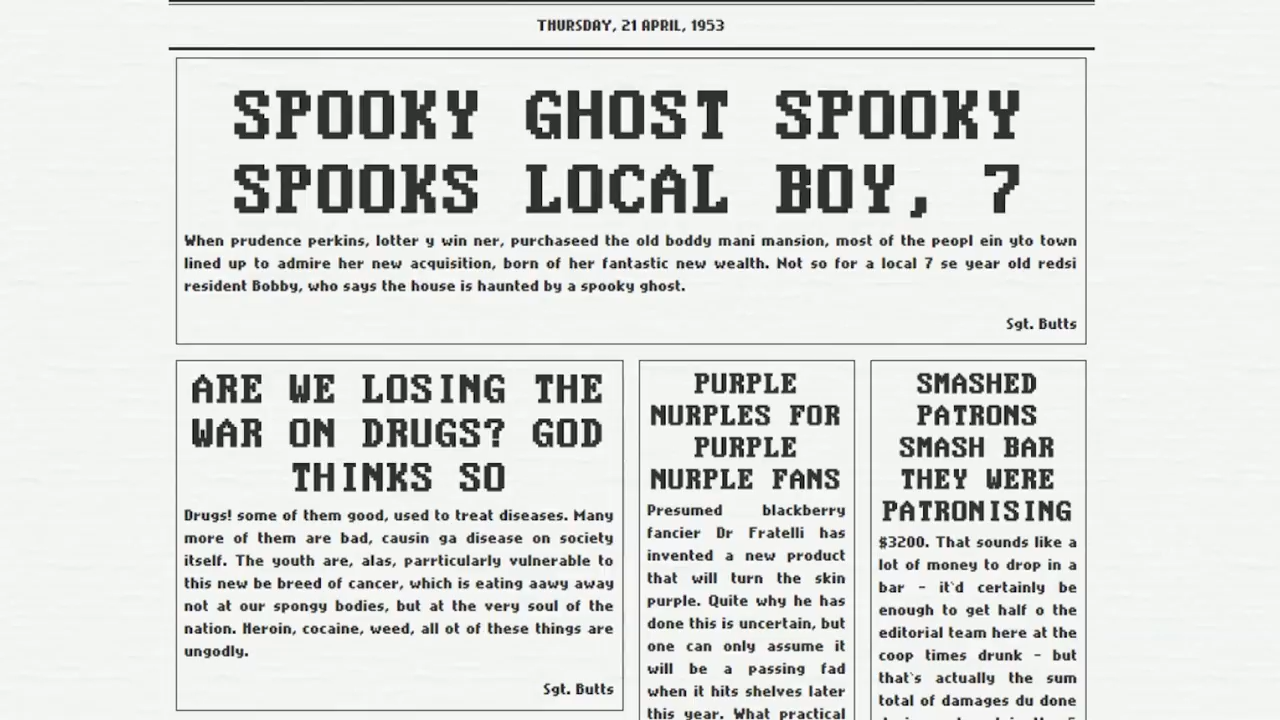 THURSDAY, 21 APRIL, 1953
SPOOKY GHOST SPOOKY
SPOOKS LOCAL BOY, 7
When prudence perkins, lotter y win ner, purchaseed the old boddy mani mansion, most of the peopl ein yto town
lined up to admire her new acquisition, born of her fantastic new wealth. Not so for a local 7 se year old redsi
resident Bobby, who says the house is haunted by a spooky ghost.
Sgt. Butts
ARE WE LOSING THE
WAR ON DRUGS? GOD
THINKS SO
Drugs! some of them good, used to treat diseases. Many
more of them are bad, causin ga disease on society
itself. The youth are, alas, parrticularly vulnerable to
this new be breed of cancer, which is eating aawy away
not at our spongy bodies, but at the very soul of the
nation. Heroin, cocaine, weed, all ot of these things are
ungodly.
Sgt. Butts
PURPLE
NURPLES FOR
PURPLE
NURPLE FANS
Presumed blackberry
fancier Dr Fratelli has
invented a new product
that will turn the skin
purple. Quite why he has
done this is uncertain, but
one can only assume it
will be a passing fad
when it hits shelves later
this year. What practical
SMASHED
PATRONS
SMASH BAR
THEY WERE
PATRONISING
$3200. That sounds like a
lot of money to drop in a
bar - it`d certainly be
enough to get half o the
editorial team here at the
coop times drunk - but
that`s actually the sum
total of damages du done